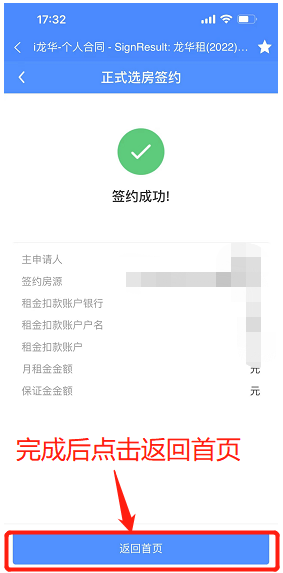 17:32
i龙华-个人合同 - SignResult: 龙华租(2022)...
正式选房签约
签约成功!
主申请人
签约房源
租金扣款账户银行
租金扣款账户户名
租金扣款账户
月租金金额 元
保证金金额 元
完成后点击返回首页
返回首页